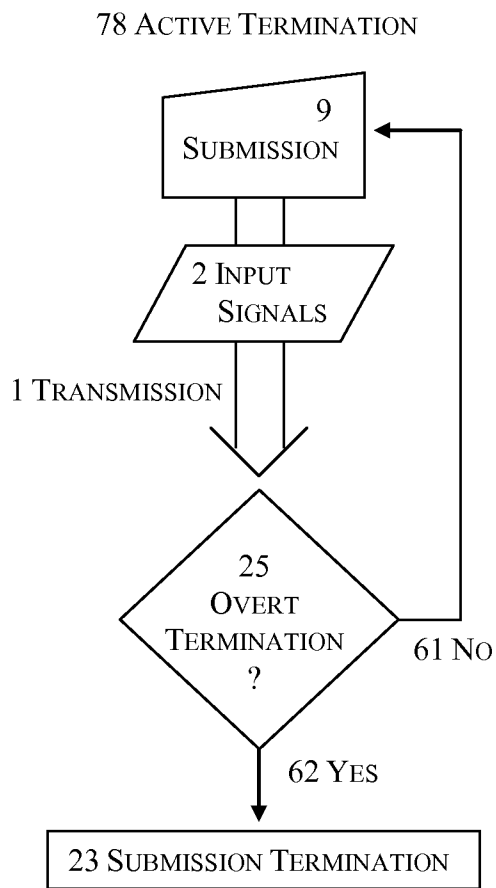 78 ACTIVE TERMINATION
9
SUBMISSION
2 INPUT
SIGNALS
1 TRANSMISSION
25
OVERT
TERMINATION
?
61 NO
62 YES
23 SUBMISSION TERMINATION